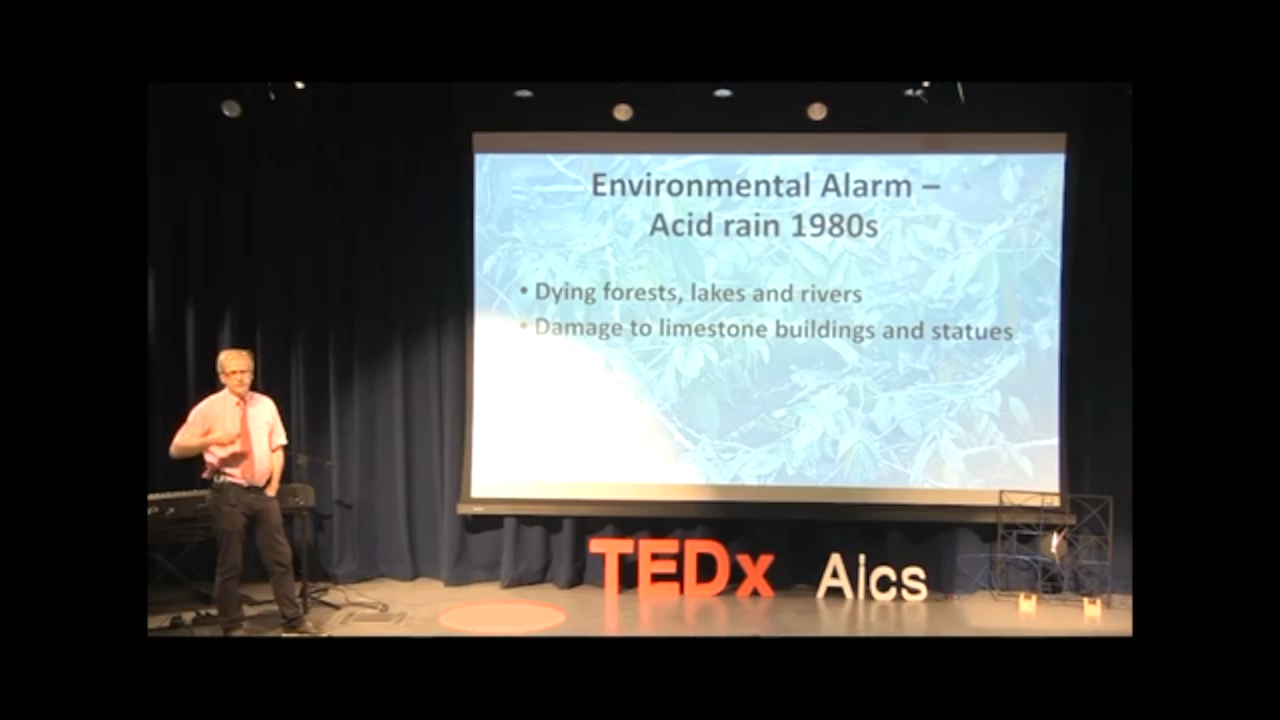 Environmental Alarm –
Acid rain 1980s
• Dying forests, lakes and rivers
• Damage to limestone buildings and statues
TEDx Aics